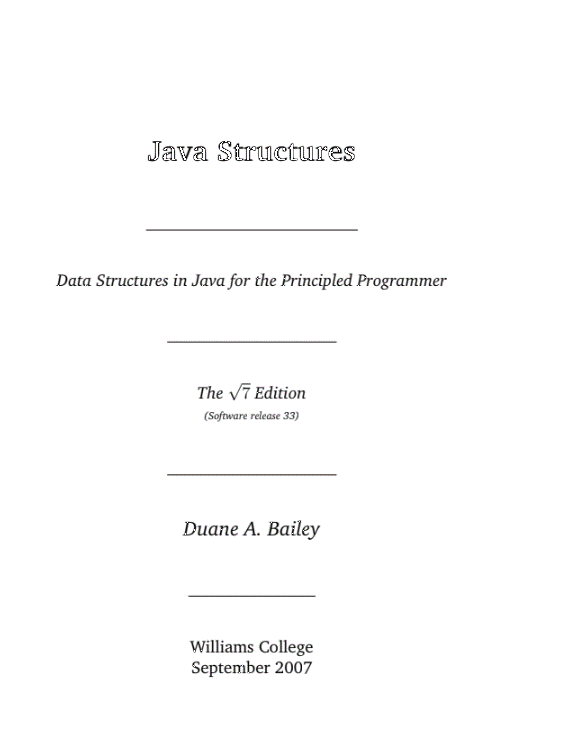 Java Structures
Data Structures in Java for the Principled Programmer
The √7 Edition
(Software release 33)
Duane A. Bailey
Williams College
September 2007